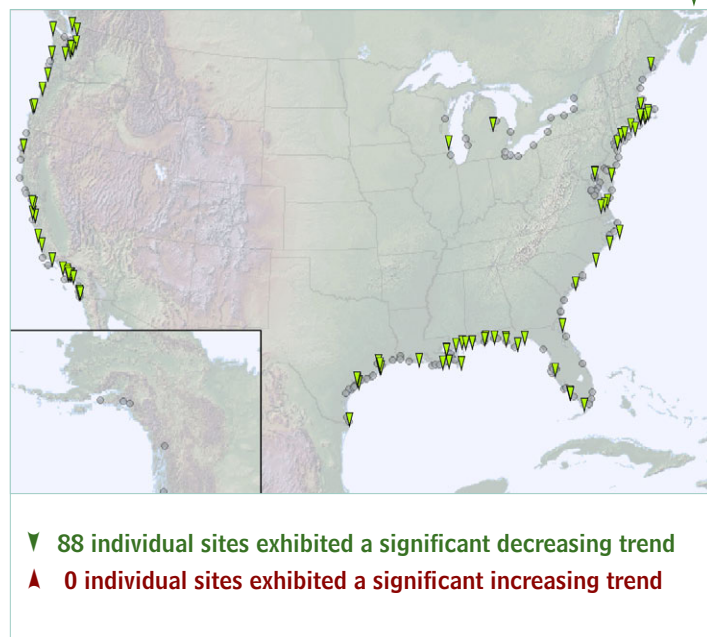 88 individual sites exhibited a significant decreasing trend
0 individual sites exhibited a significant increasing trend